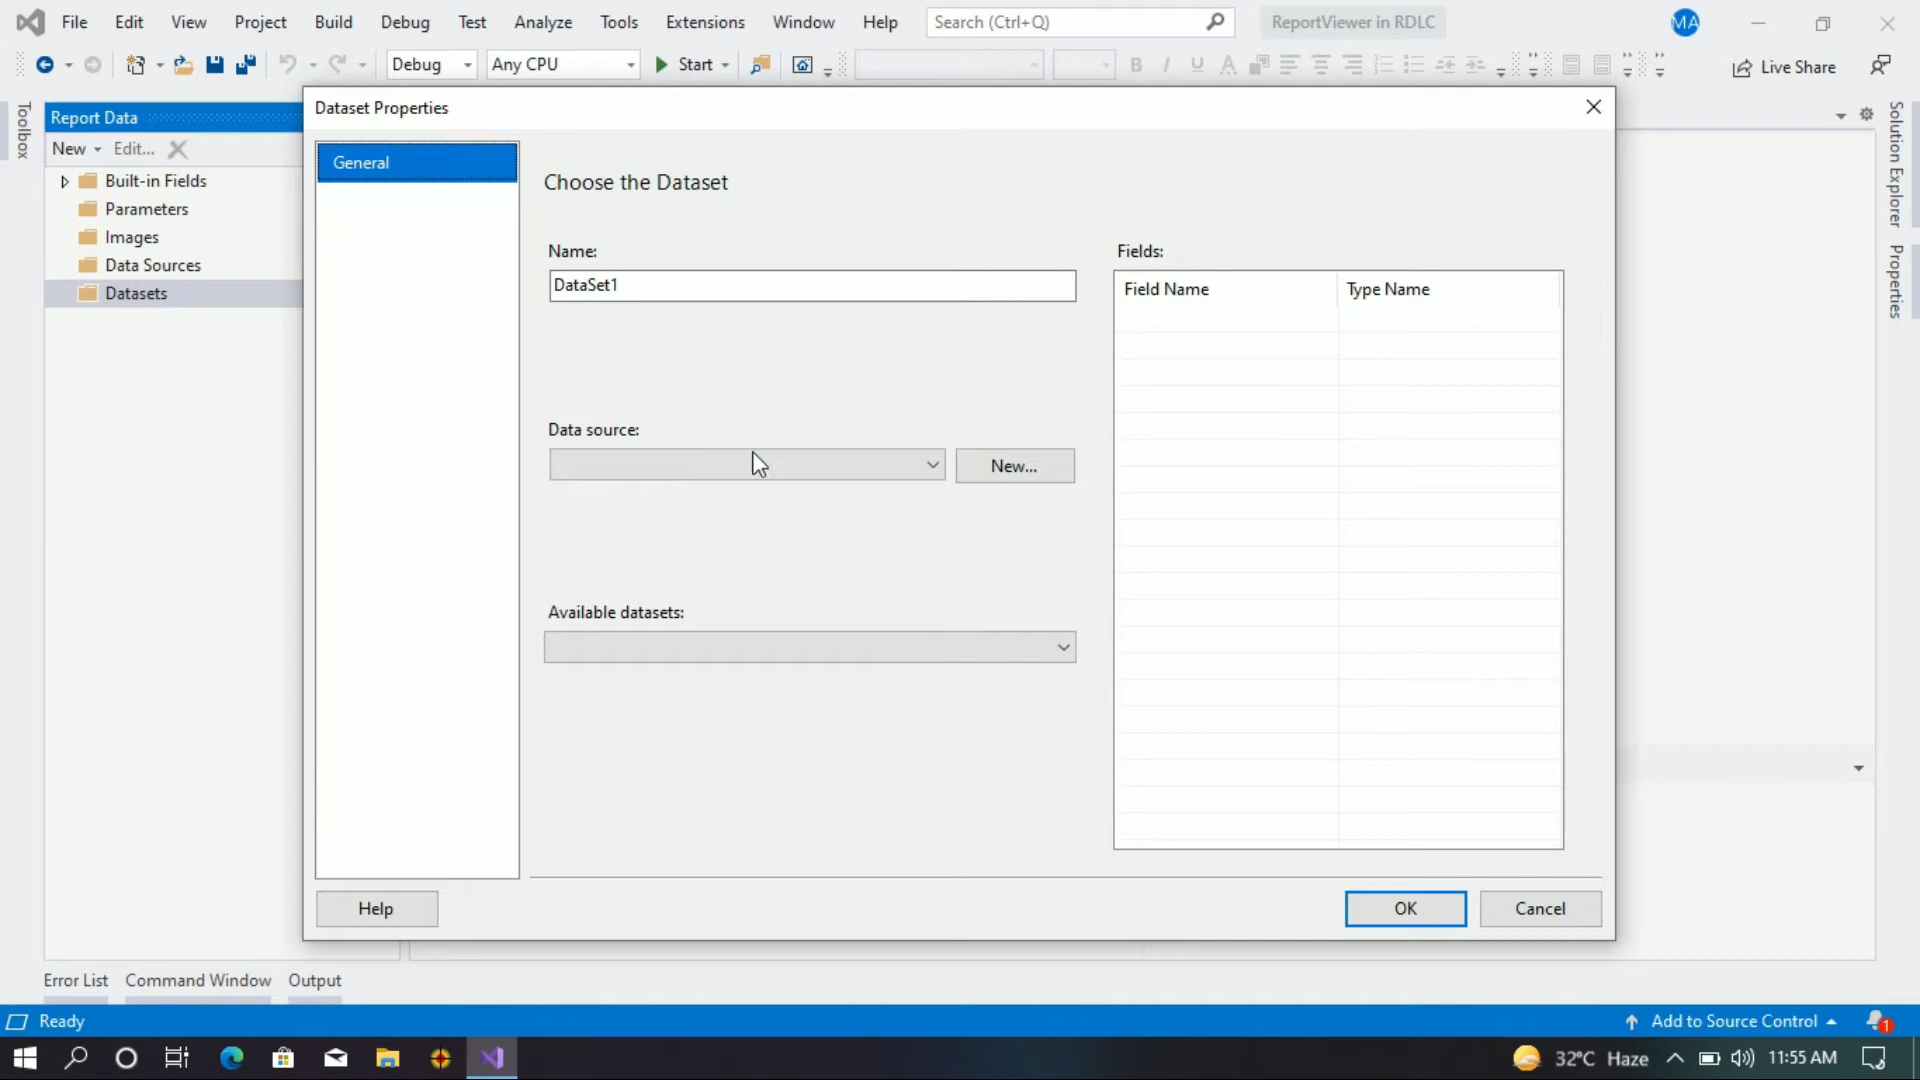 File Edit View Project Build Debug Test Analyze Tools Extensions Window Help Search (Ctrl+Q) ReportViewer in RDLC MA
Debug Any CPU Start B I U A Live Share
Toolbox
Report Data
New Edit...
Built-in Fields
Parameters
Images
Data Sources
Datasets
Dataset Properties
General
Choose the Dataset
Name:
DataSet1
Data source:
New...
Available datasets:
Fields:
Field Name Type Name
Help
OK Cancel
Solution Explorer
Properties
Error List Command Window Output
Ready
Add to Source Control 1
32°C Haze 11:55 AM